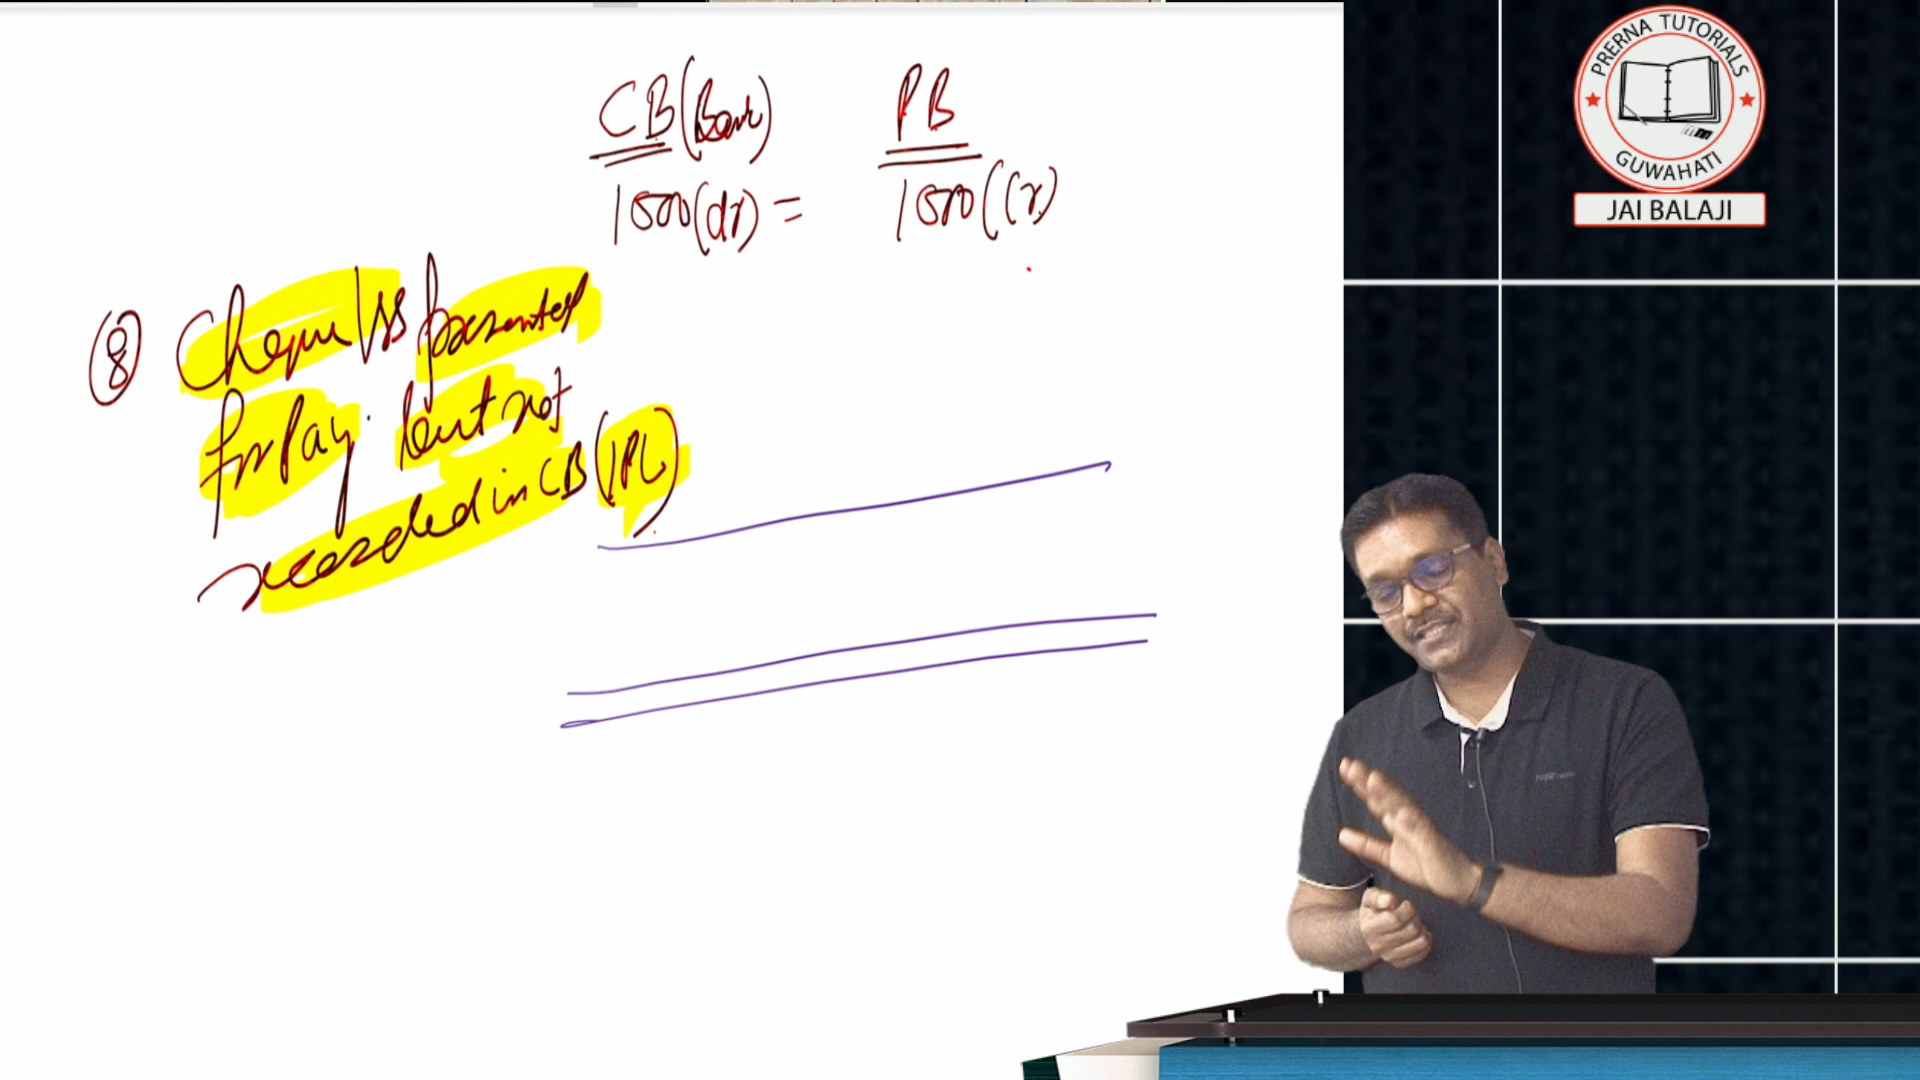 CB (Bank) PB
1500 (dr) = 1500 (Cr)
⑧ Cheque Iss presented
for Pay. but not
recorded in CB (IPL)
PRERNA TUTORIALS
GUWAHATI
JAI BALAJI